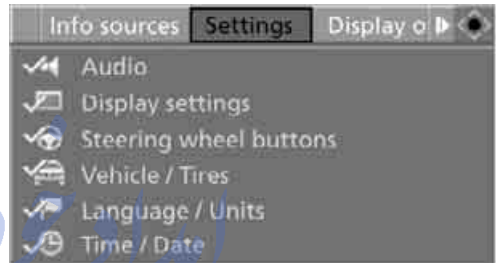 Info sources Settings Display o
Audio
Display settings
Steering wheel buttons
Vehicle / Tires
Language / Units
Time / Date